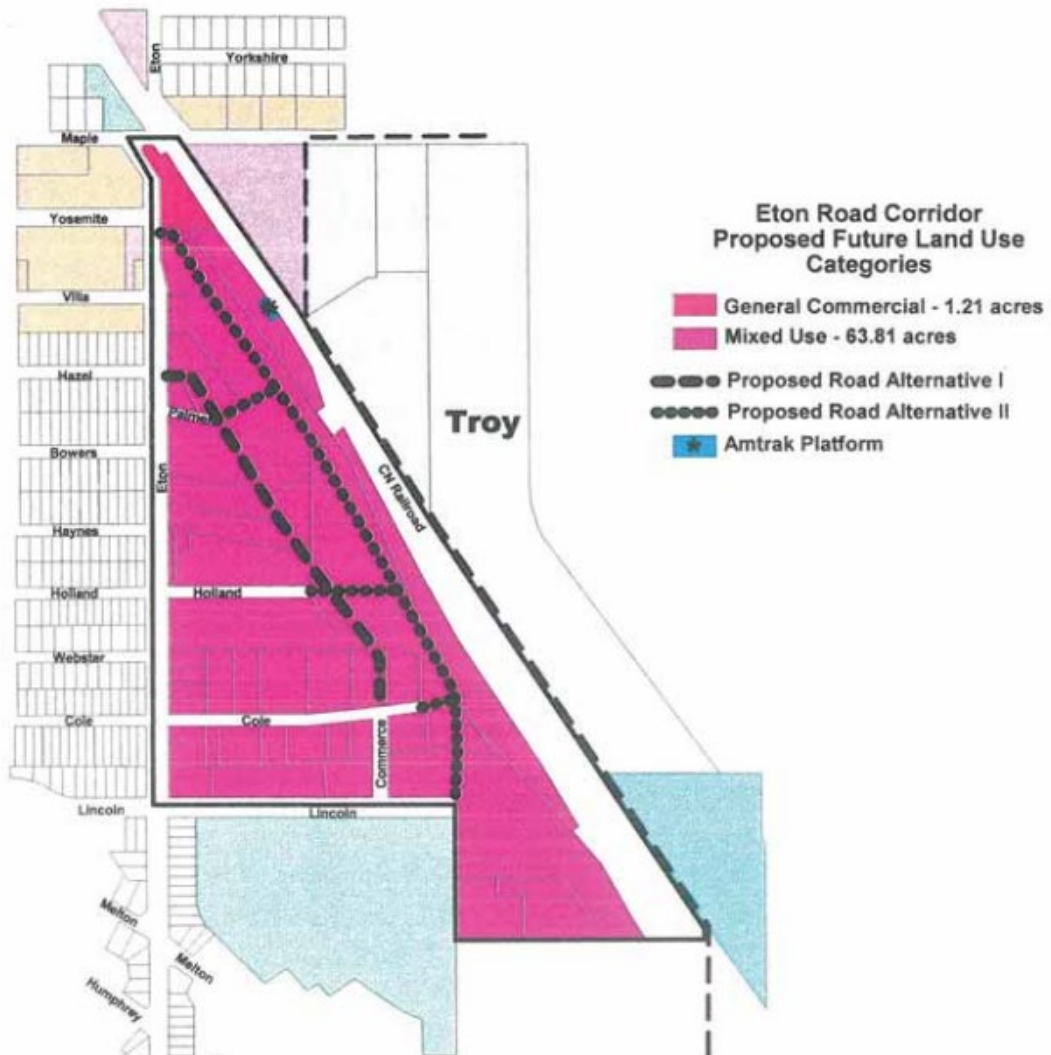 Eton
Yorkshire
Maple
Yosemite
Villa
Hazel
Palmer
Bowers
Eton
Haynes
Holland
Holland
Webster
Cole
Cole
Commerce
Lincoln
Lincoln
Melton
Melton
Humphrey
CN Railroad
Troy
Eton Road Corridor
Proposed Future Land Use
Categories
General Commercial - 1.21 acres
Mixed Use - 63.81 acres
Proposed Road Alternative I
Proposed Road Alternative II
Amtrak Platform